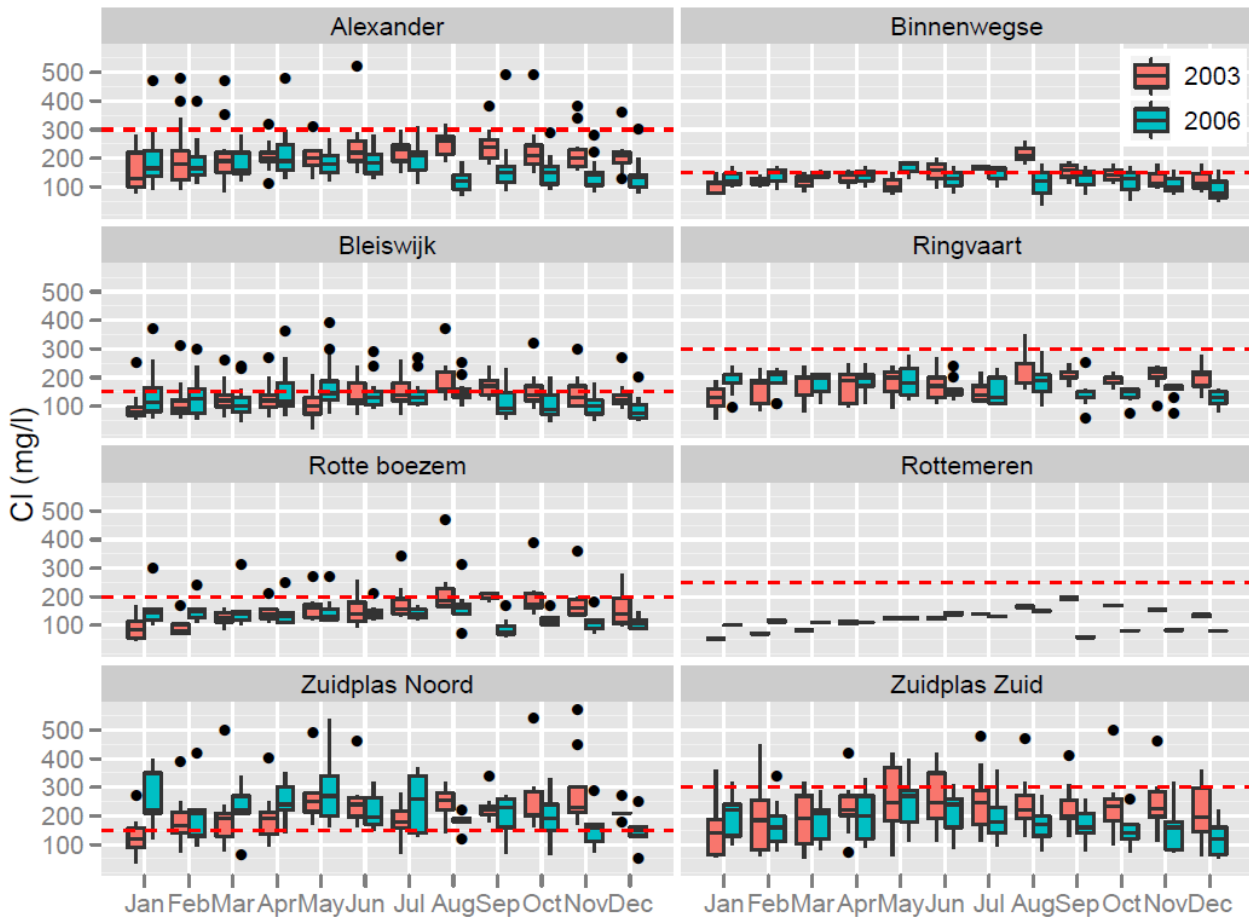 Alexander
Binnenwegse
500
400
300
200
100
2003
2006
Bleiswijk
Ringvaart
500
400
300
200
100
Cl (mg/l)
Rotte boezem
Rottemeren
500
400
300
200
100
Zuidplas Noord
Zuidplas Zuid
500
400
300
200
100
Jan Feb Mar Apr May Jun Jul Aug Sep Oct Nov Dec
Jan Feb Mar Apr May Jun Jul Aug Sep Oct Nov Dec